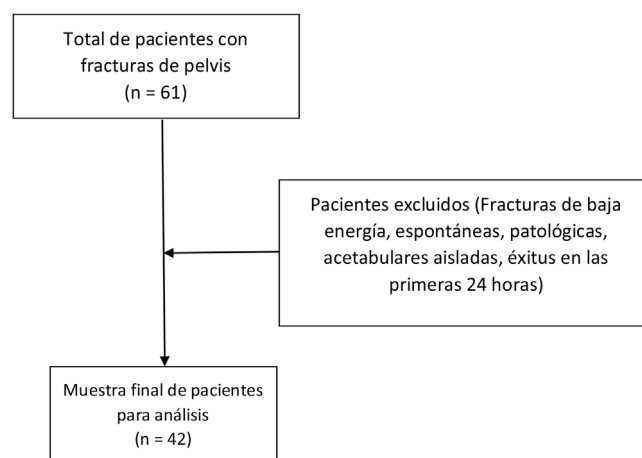 Total de pacientes con
fracturas de pelvis
(n = 61)
Pacientes excluidos (Fracturas de baja
energía, espontáneas, patológicas,
acetabulares aisladas, éxitus en las
primeras 24 horas)
Muestra final de pacientes
para análisis
(n = 42)